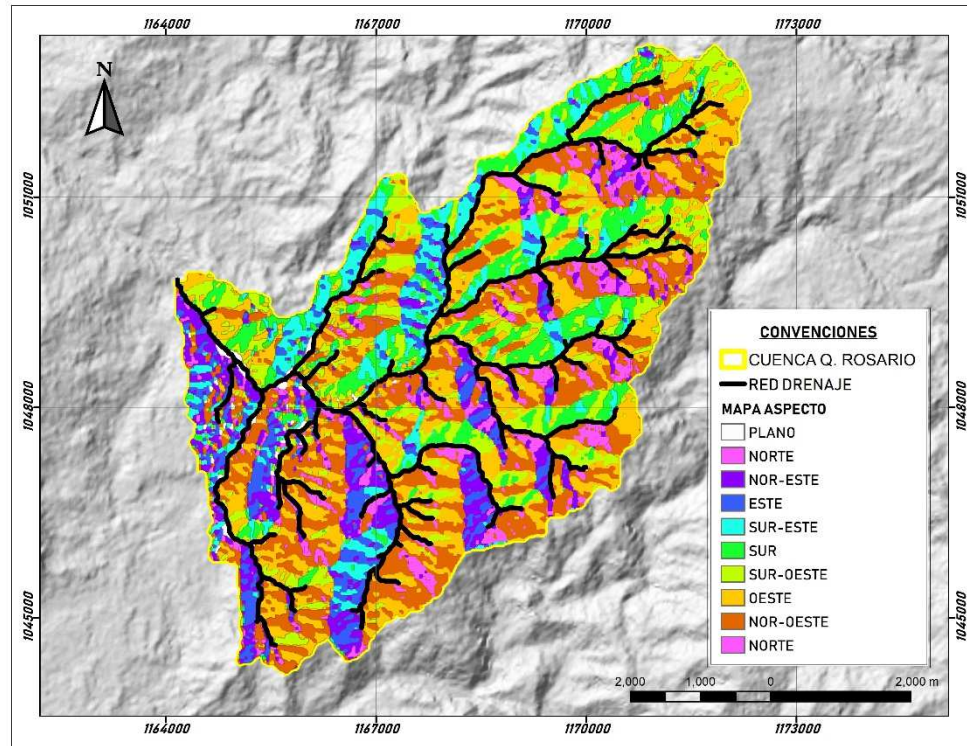 1164000 1167000 1170000 1173000
N
1051000 1051000
CONVENCIONES
CUENCA Q. ROSARIO
RED DRENAJE
MAPA ASPECTO
PLANO
NORTE
NOR-ESTE
ESTE
SUR-ESTE
SUR
SUR-OESTE
OESTE
NOR-OESTE
NORTE
1048000 1048000
1045000 1045000
2,000 1,000 0 2,000 m
1164000 1167000 1170000 1173000